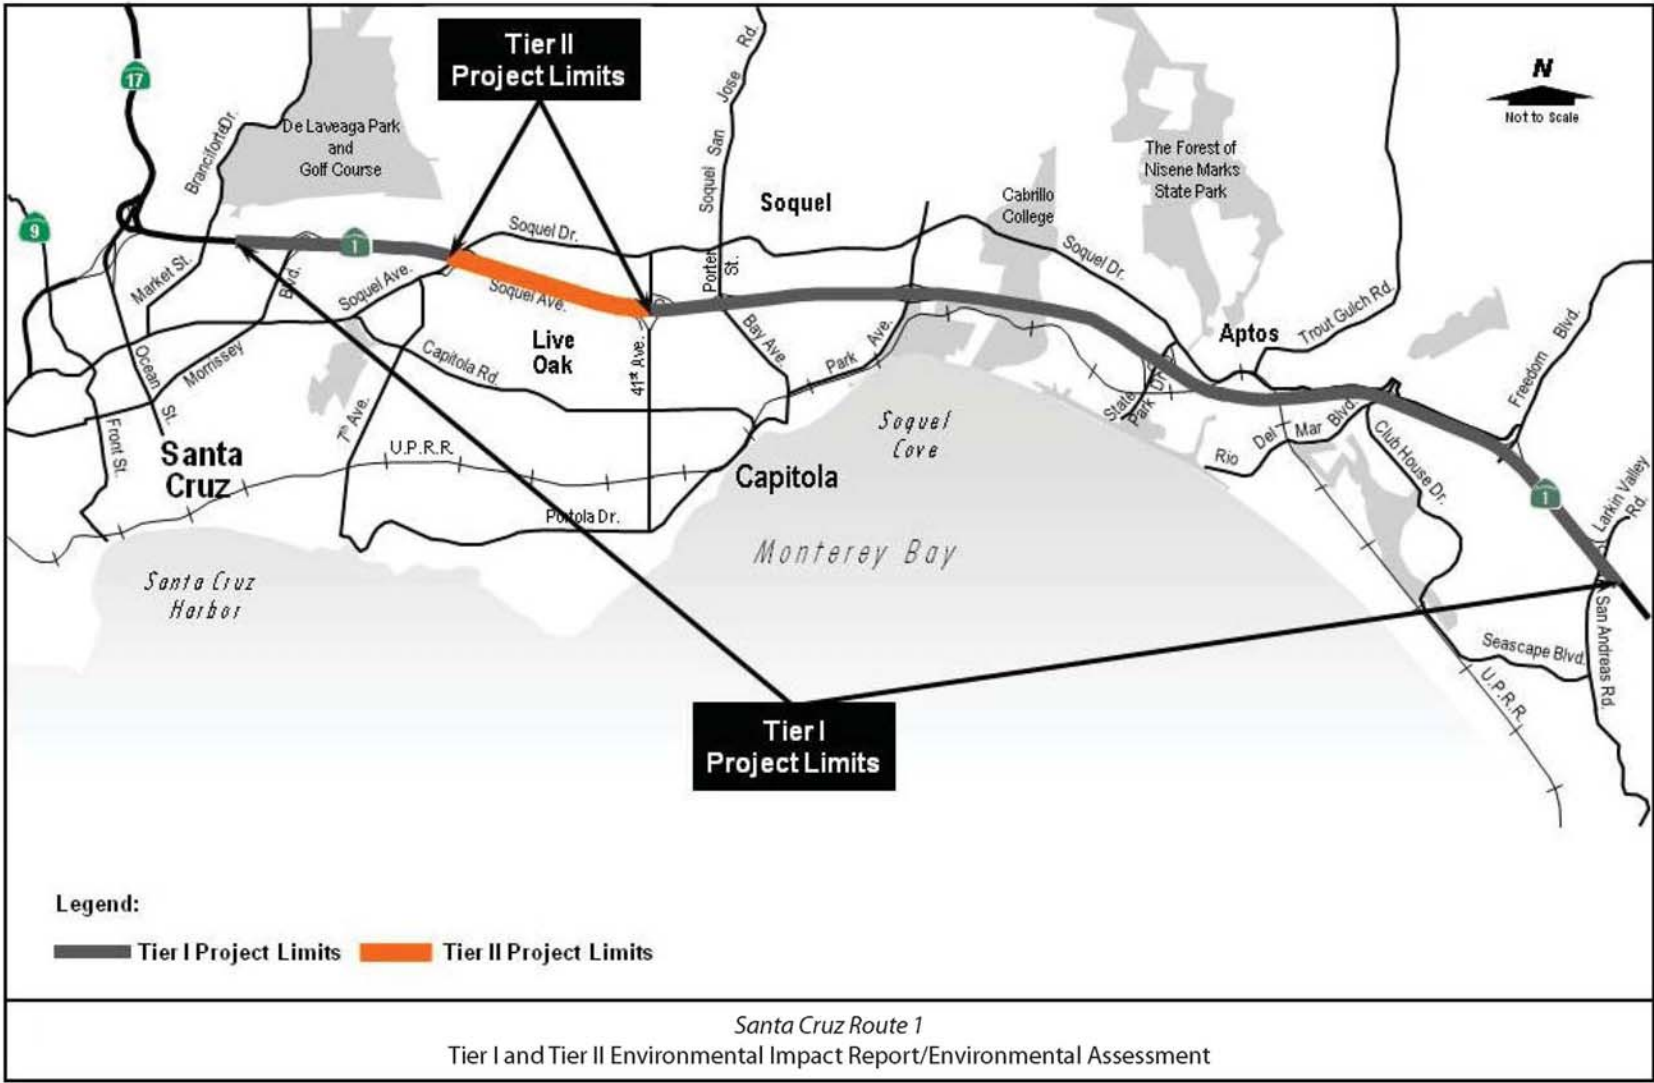 Tier II
Project Limits
17
Branciforte Dr.
De Laveaga Park
and
Golf Course
Soquel San Jose Rd.
N
Not to Scale
The Forest of
Nisene Marks
State Park
Cabrillo
College
Soquel
9
1
Soquel Dr.
Porter
St.
Soquel Dr.
Market St.
Blvd.
Soquel Ave.
Soquel Ave.
Live
Oak
41st Ave.
Bay Ave.
Park Ave.
Aptos
Trout Gulch Rd.
Freedom Blvd.
Ocean
St.
Morrissey
Capitola Rd.
State
Park
Dr.
Soquel
Cove
Rio Del Mar Blvd.
Club House Dr.
Front St.
7th Ave.
U.P.R.R.
Santa
Cruz
Capitola
1
Larkin Valley
Rd.
Portola Dr.
Monterey Bay
Santa Cruz
Harbor
San Andreas Rd.
Seascape Blvd.
U.P.R.R.
Tier I
Project Limits
Legend:
Tier I Project Limits
Tier II Project Limits
Santa Cruz Route 1
Tier I and Tier II Environmental Impact Report/Environmental Assessment